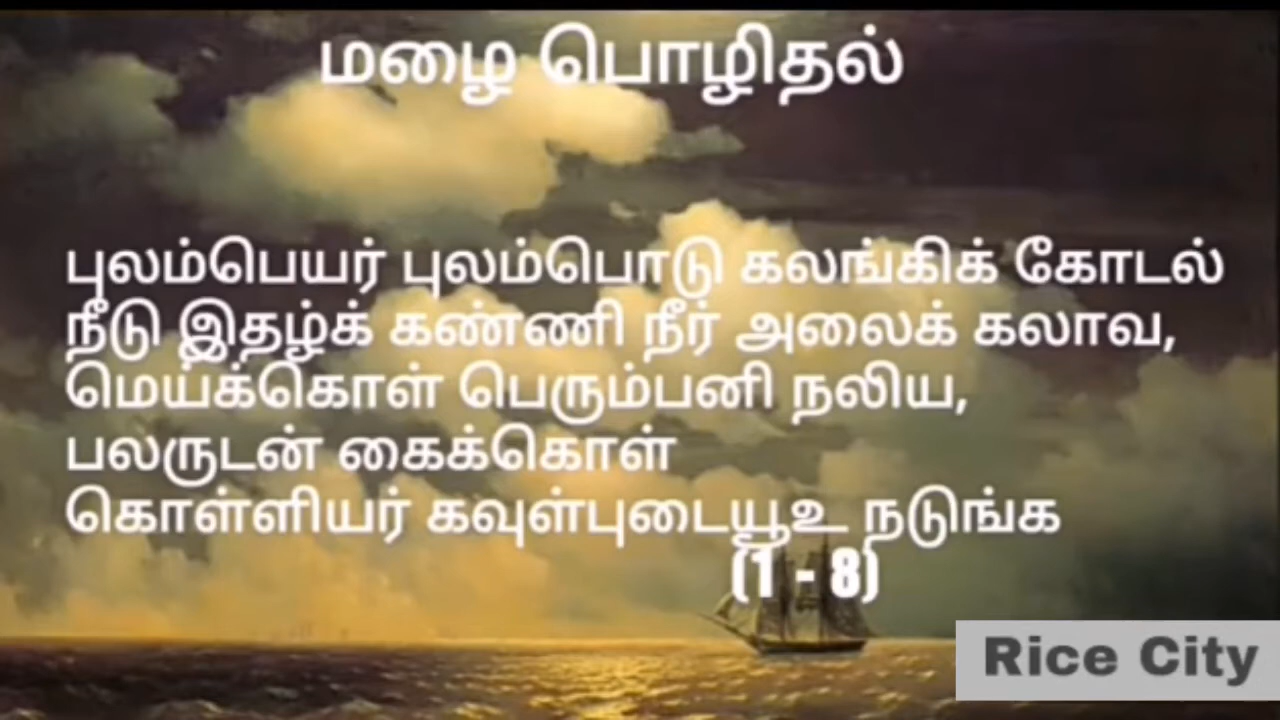 மழை பொழிதல்
புலம்பெயர் புலம்பொடு கலங்கிக் கோடல்
நீடு இதழ்க் கண்ணி நீர் அலைக் கலாவ,
மெய்க்கொள் பெரும்பனி நலிய,
பலருடன் கைக்கொள்
கொள்ளியர் கவுள்புடையூஉ நடுங்க
(1 - 8)
Rice City